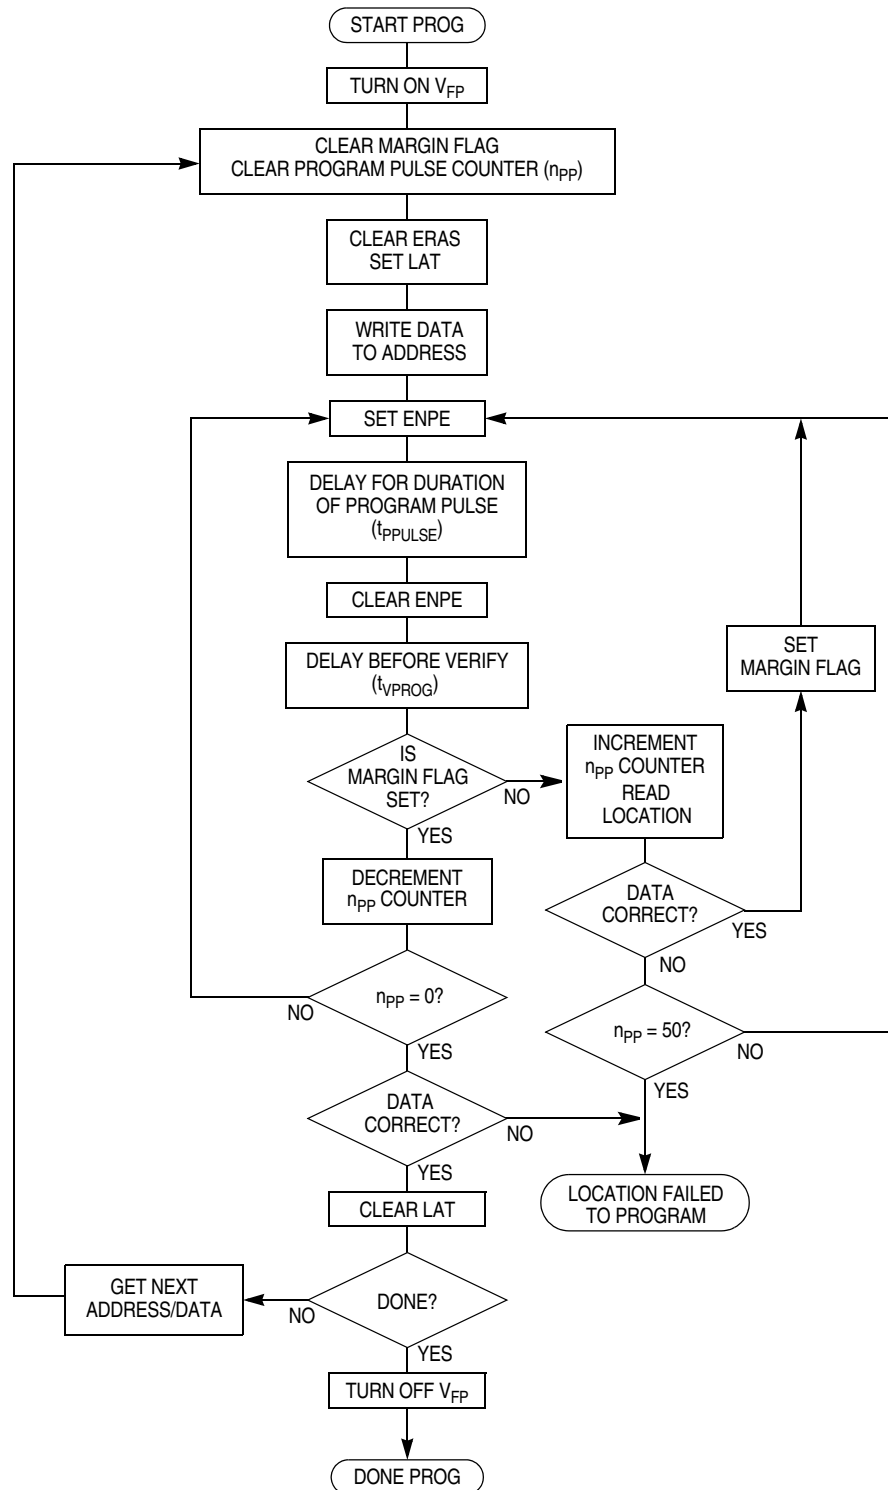 START PROG
TURN ON VFP
CLEAR MARGIN FLAG
CLEAR PROGRAM PULSE COUNTER (nPP)
CLEAR ERAS
SET LAT
WRITE DATA
TO ADDRESS
SET ENPE
DELAY FOR DURATION
OF PROGRAM PULSE
(tPPULSE)
CLEAR ENPE
DELAY BEFORE VERIFY
(tVPROG)
SET
MARGIN FLAG
IS
MARGIN FLAG
SET?
NO
YES
INCREMENT
nPP COUNTER
READ
LOCATION
DECREMENT
nPP COUNTER
DATA
CORRECT?
YES
NO
nPP = 0?
NO
YES
nPP = 50?
NO
YES
DATA
CORRECT?
NO
YES
LOCATION FAILED
TO PROGRAM
CLEAR LAT
GET NEXT
ADDRESS/DATA
NO
DONE?
YES
TURN OFF VFP
DONE PROG